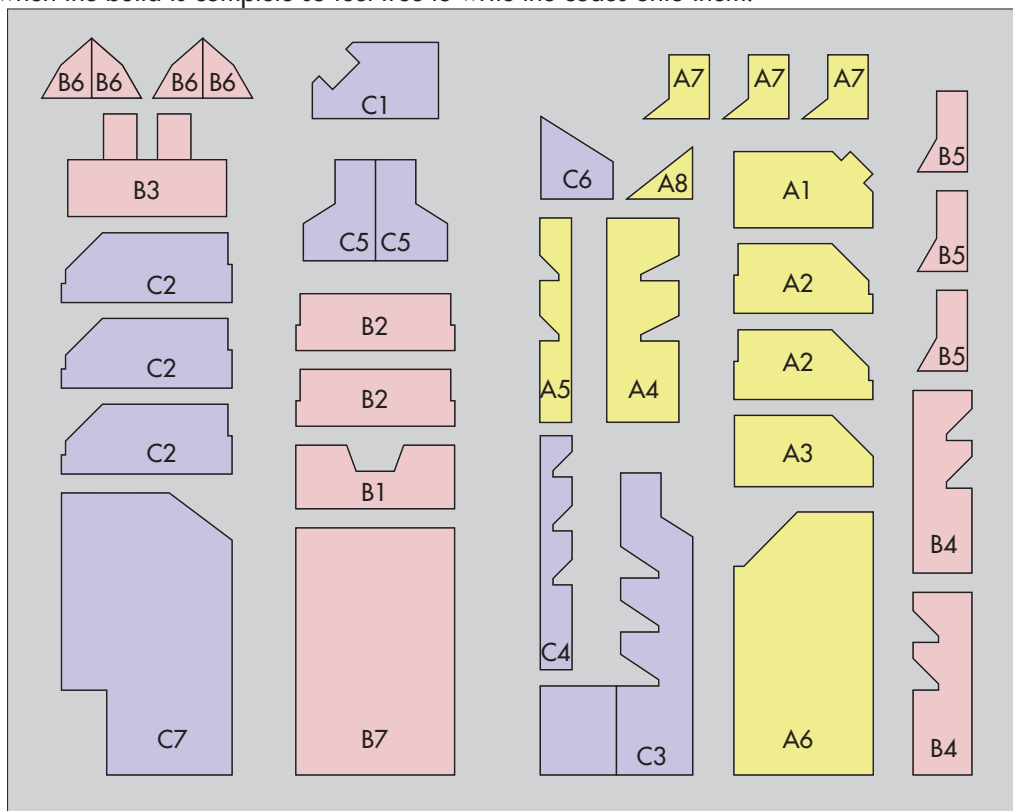 when the build is complete so feel free to write the codes onto them.
B6 B6 B6 B6
C1
A7 A7 A7
B5
B3
C6
A8
A1
C5 C5
B5
C2
A2
B2
B5
C2
A2
B2
A5
A4
C2
A3
B1
B4
C4
C7
B7
C3
A6
B4